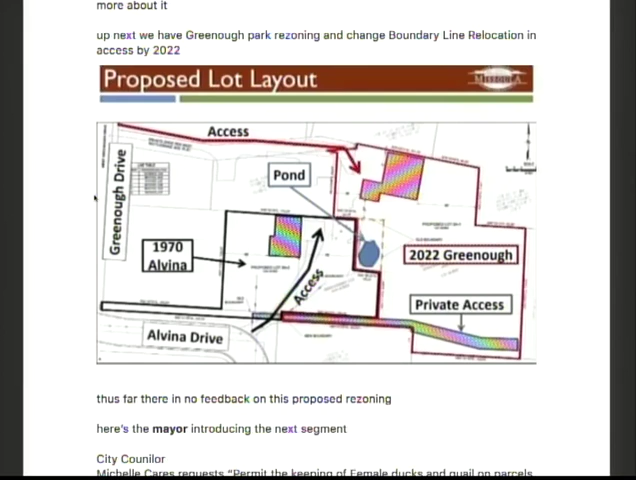 more about it
up next we have Greenough park rezoning and change Boundary Line Relocation in
access by 2022
Proposed Lot Layout
MISSOULA
Access
Greenough Drive
Pond
1970
Alvina
2022 Greenough
Access
Private Access
Alvina Drive
thus far there in no feedback on this proposed rezoning
here's the mayor introducing the next segment
City Counilor
Michelle Cares requests “Permit the keeping of Female ducks and quail on parcels